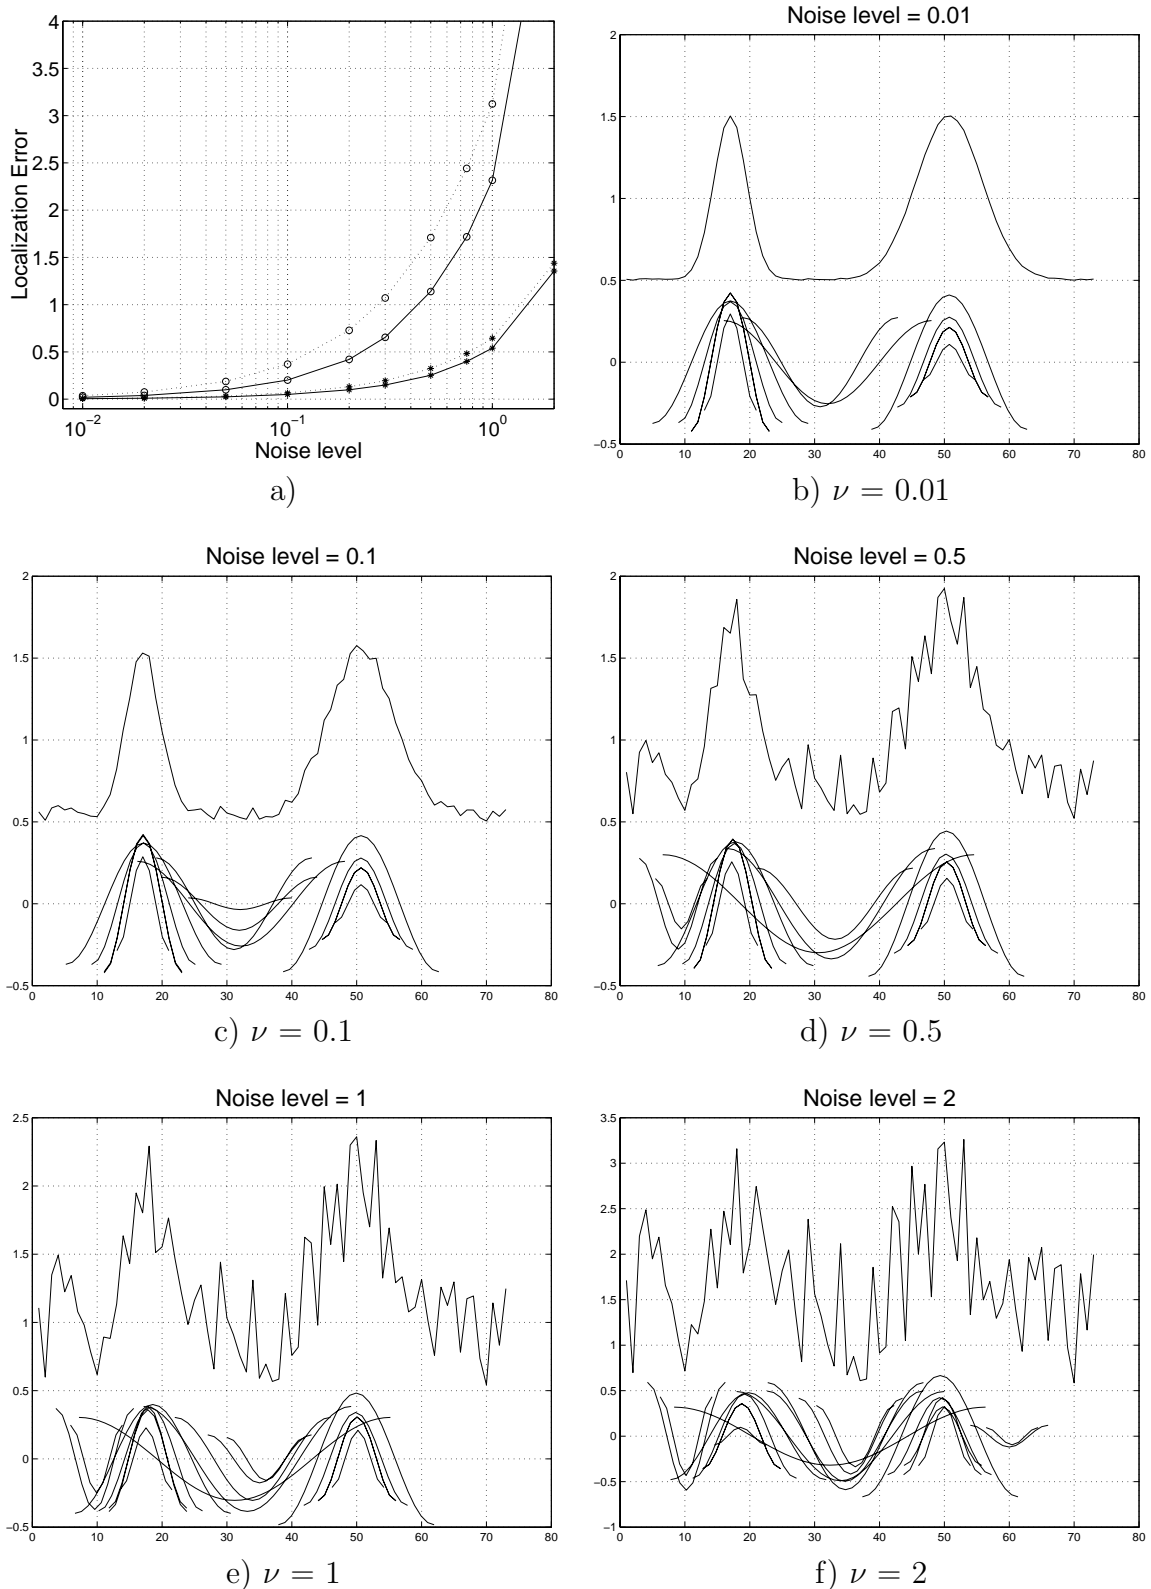 Noise level = 0.01
4
3.5
3
2.5
2
1.5
1
0.5
0
Localization Error
10⁻²
10⁻¹
10⁰
Noise level
a)
2
1.5
1
0.5
0
−0.5
0 10 20 30 40 50 60 70 80
b) ν = 0.01
Noise level = 0.1
2
1.5
1
0.5
0
−0.5
0 10 20 30 40 50 60 70 80
c) ν = 0.1
Noise level = 0.5
2
1.5
1
0.5
0
−0.5
0 10 20 30 40 50 60 70 80
d) ν = 0.5
Noise level = 1
2.5
2
1.5
1
0.5
0
−0.5
0 10 20 30 40 50 60 70 80
e) ν = 1
Noise level = 2
3.5
3
2.5
2
1.5
1
0.5
0
−0.5
−1
0 10 20 30 40 50 60 70 80
f) ν = 2